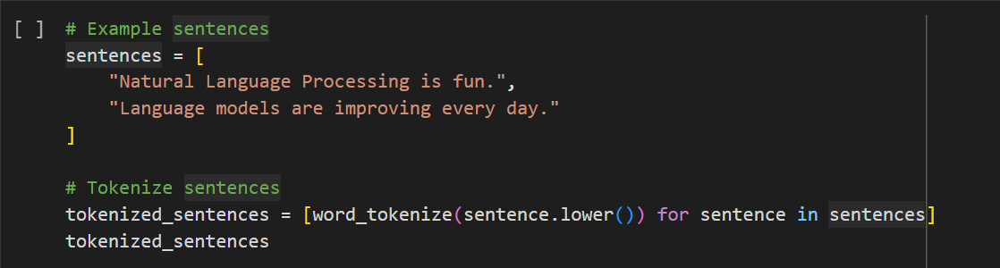 [ ] # Example sentences
sentences = [
    "Natural Language Processing is fun.",
    "Language models are improving every day."
]
# Tokenize sentences
tokenized_sentences = [word_tokenize(sentence.lower()) for sentence in sentences]
tokenized_sentences